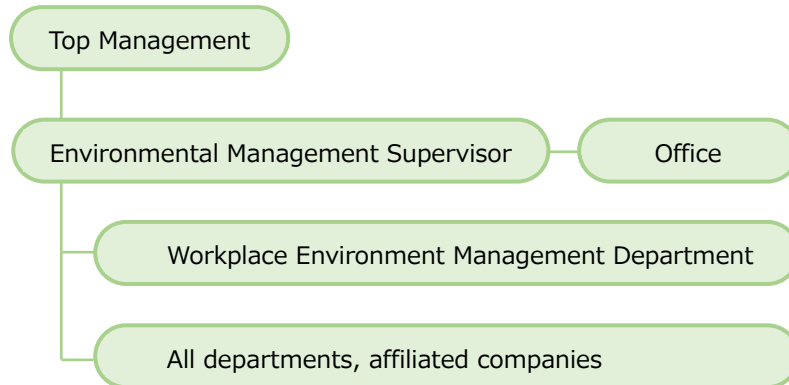 Top Management
Environmental Management Supervisor
Office
Workplace Environment Management Department
All departments, affiliated companies